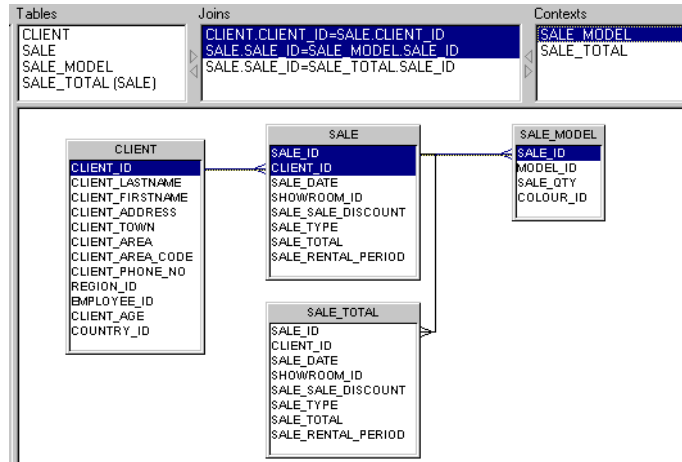 Tables
Joins
Contexts
CLIENT
SALE
SALE_MODEL
SALE_TOTAL (SALE)
CLIENT.CLIENT_ID=SALE.CLIENT_ID
SALE.SALE_ID=SALE_MODEL.SALE_ID
SALE.SALE_ID=SALE_TOTAL.SALE_ID
SALE_MODEL
SALE_TOTAL
CLIENT
CLIENT_ID
CLIENT_LASTNAME
CLIENT_FIRSTNAME
CLIENT_ADDRESS
CLIENT_TOWN
CLIENT_AREA
CLIENT_AREA_CODE
CLIENT_PHONE_NO
REGION_ID
EMPLOYEE_ID
CLIENT_AGE
COUNTRY_ID
SALE
SALE_ID
CLIENT_ID
SALE_DATE
SHOWROOM_ID
SALE_SALE_DISCOUNT
SALE_TYPE
SALE_TOTAL
SALE_RENTAL_PERIOD
SALE_MODEL
SALE_ID
MODEL_ID
SALE_QTY
COLOUR_ID
SALE_TOTAL
SALE_ID
CLIENT_ID
SALE_DATE
SHOWROOM_ID
SALE_SALE_DISCOUNT
SALE_TYPE
SALE_TOTAL
SALE_RENTAL_PERIOD